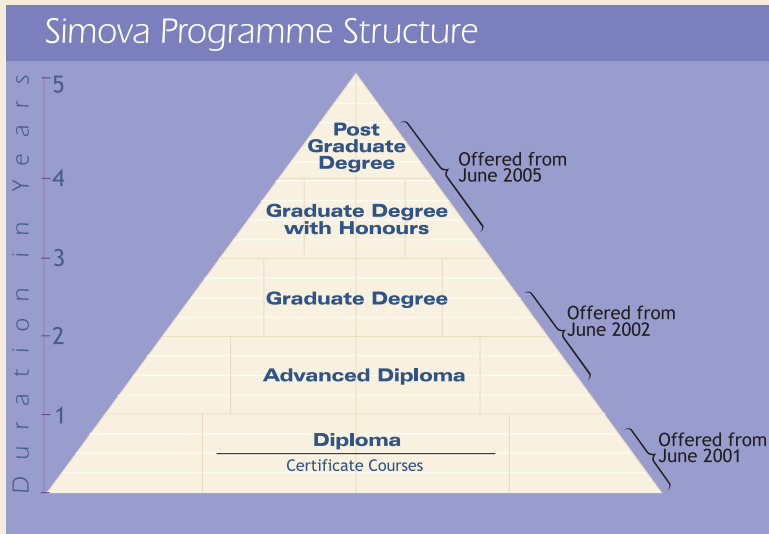 Simova Programme Structure
Duration in Years
5
4
3
2
1
Post
Graduate
Degree
Offered from
June 2005
Graduate Degree
with Honours
Graduate Degree
Offered from
June 2002
Advanced Diploma
Diploma
Certificate Courses
Offered from
June 2001